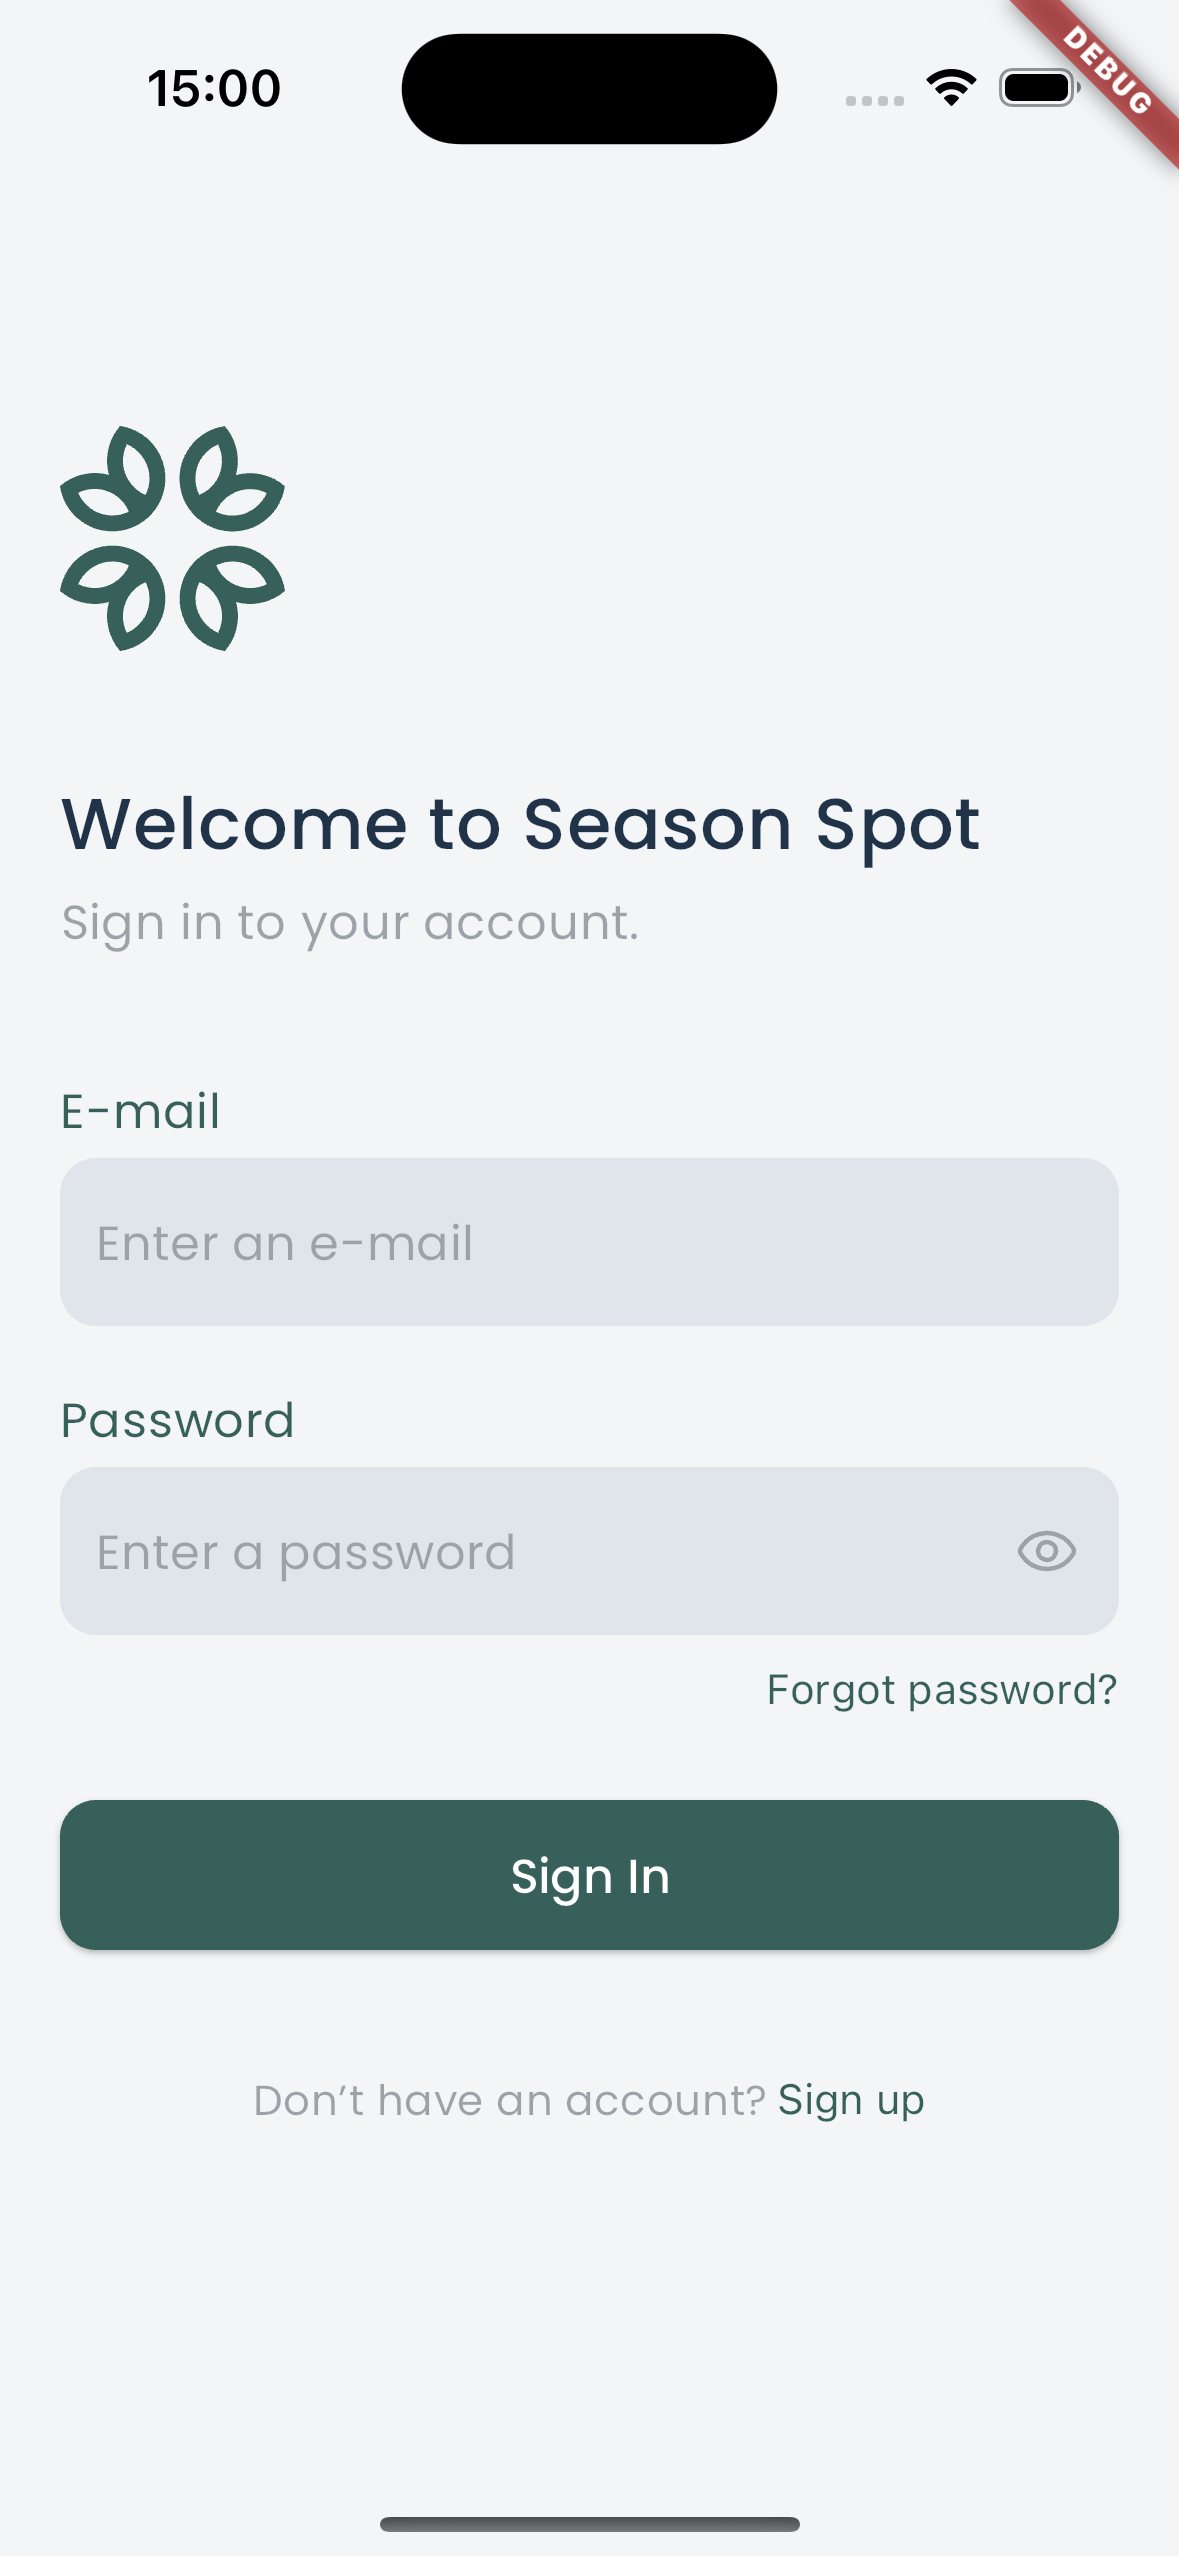 15:00
DEBUG
Welcome to Season Spot
Sign in to your account.
E-mail
Enter an e-mail
Password
Enter a password
Forgot password?
Sign In
Don’t have an account? Sign up